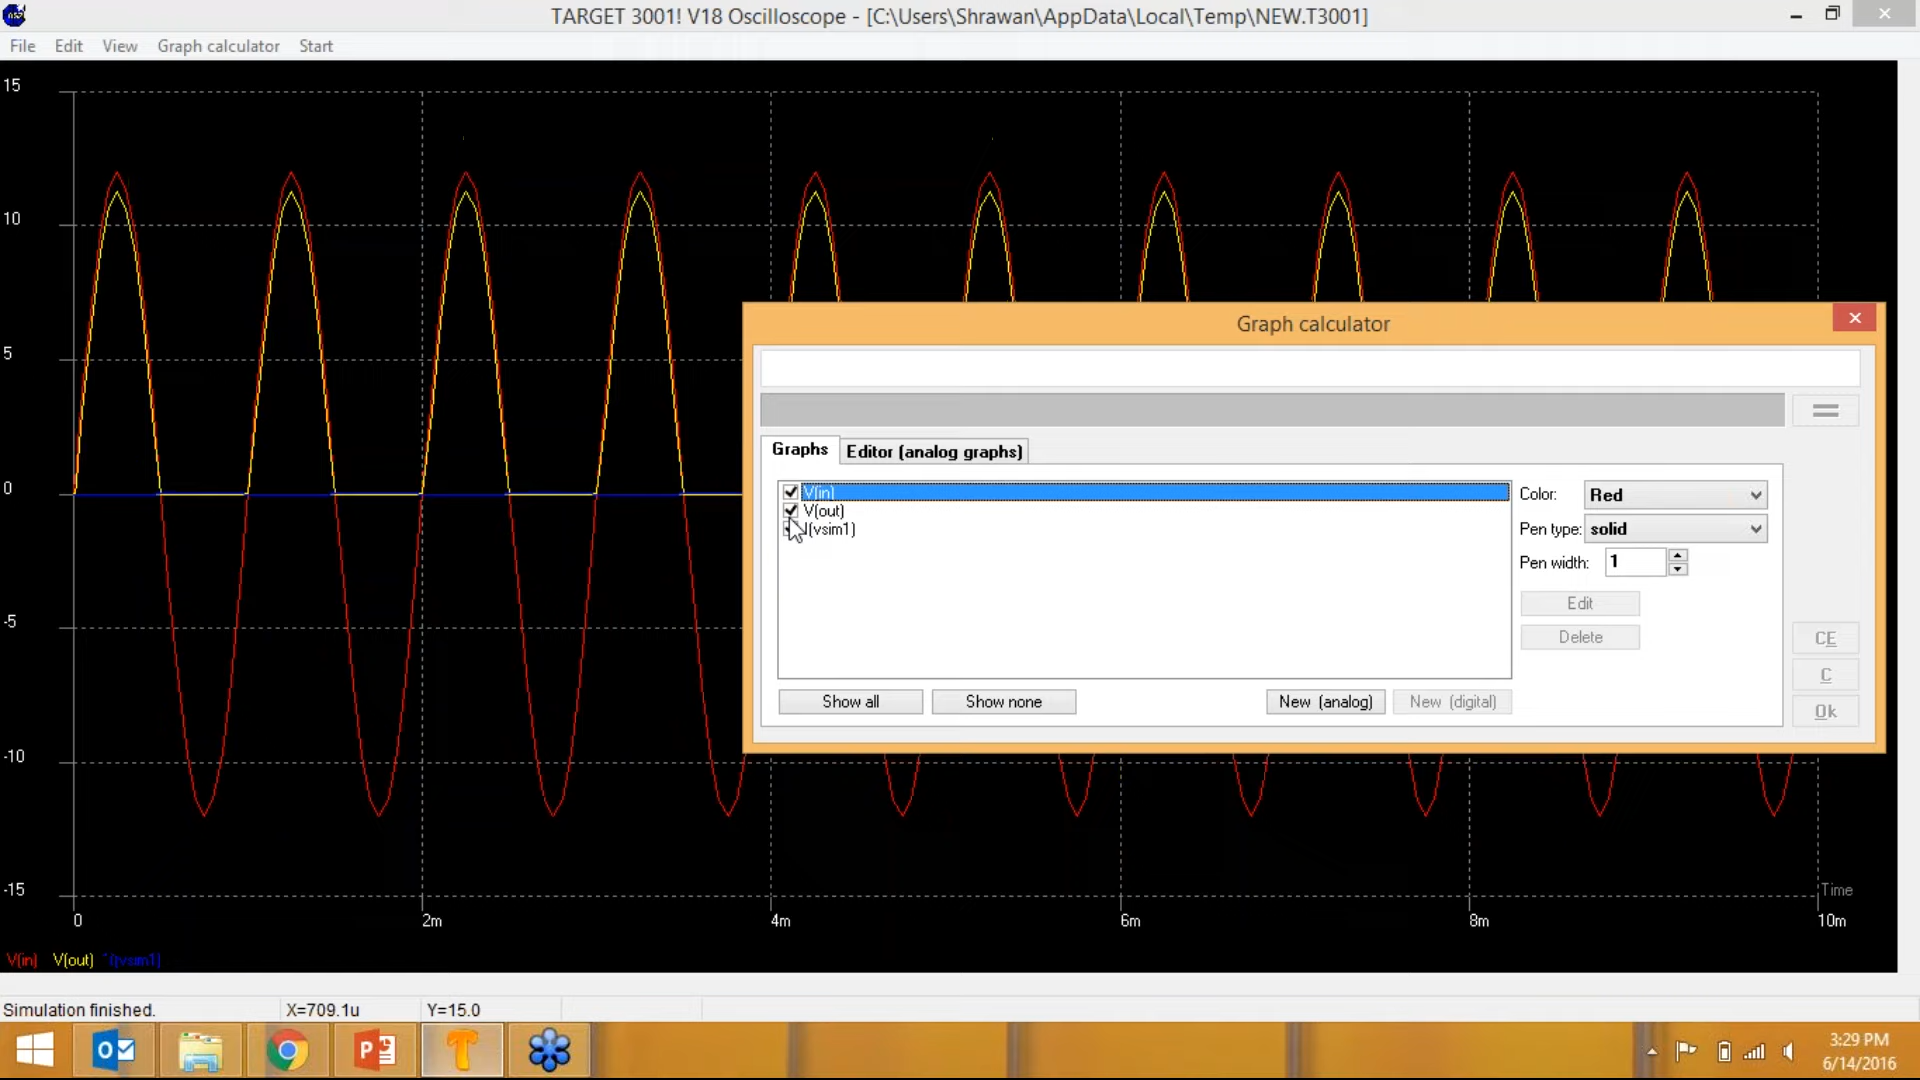 TARGET 3001! V18 Oscilloscope - [C:\Users\Shrawan\AppData\Local\Temp\NEW.T3001]
File Edit View Graph calculator Start
15
10
5
0
-5
-10
-15
Time
0 2m 4m 6m 8m 10m
V(in) V(out) I(vsim1)
Graph calculator
Graphs Editor (analog graphs)
V(in)
V(out)
I(vsim1)
Color: Red
Pen type: solid
Pen width: 1
Edit
Delete
CE
C
Ok
Show all Show none New (analog) New (digital)
Simulation finished. X=709.1u Y=15.0
3:29 PM
6/14/2016